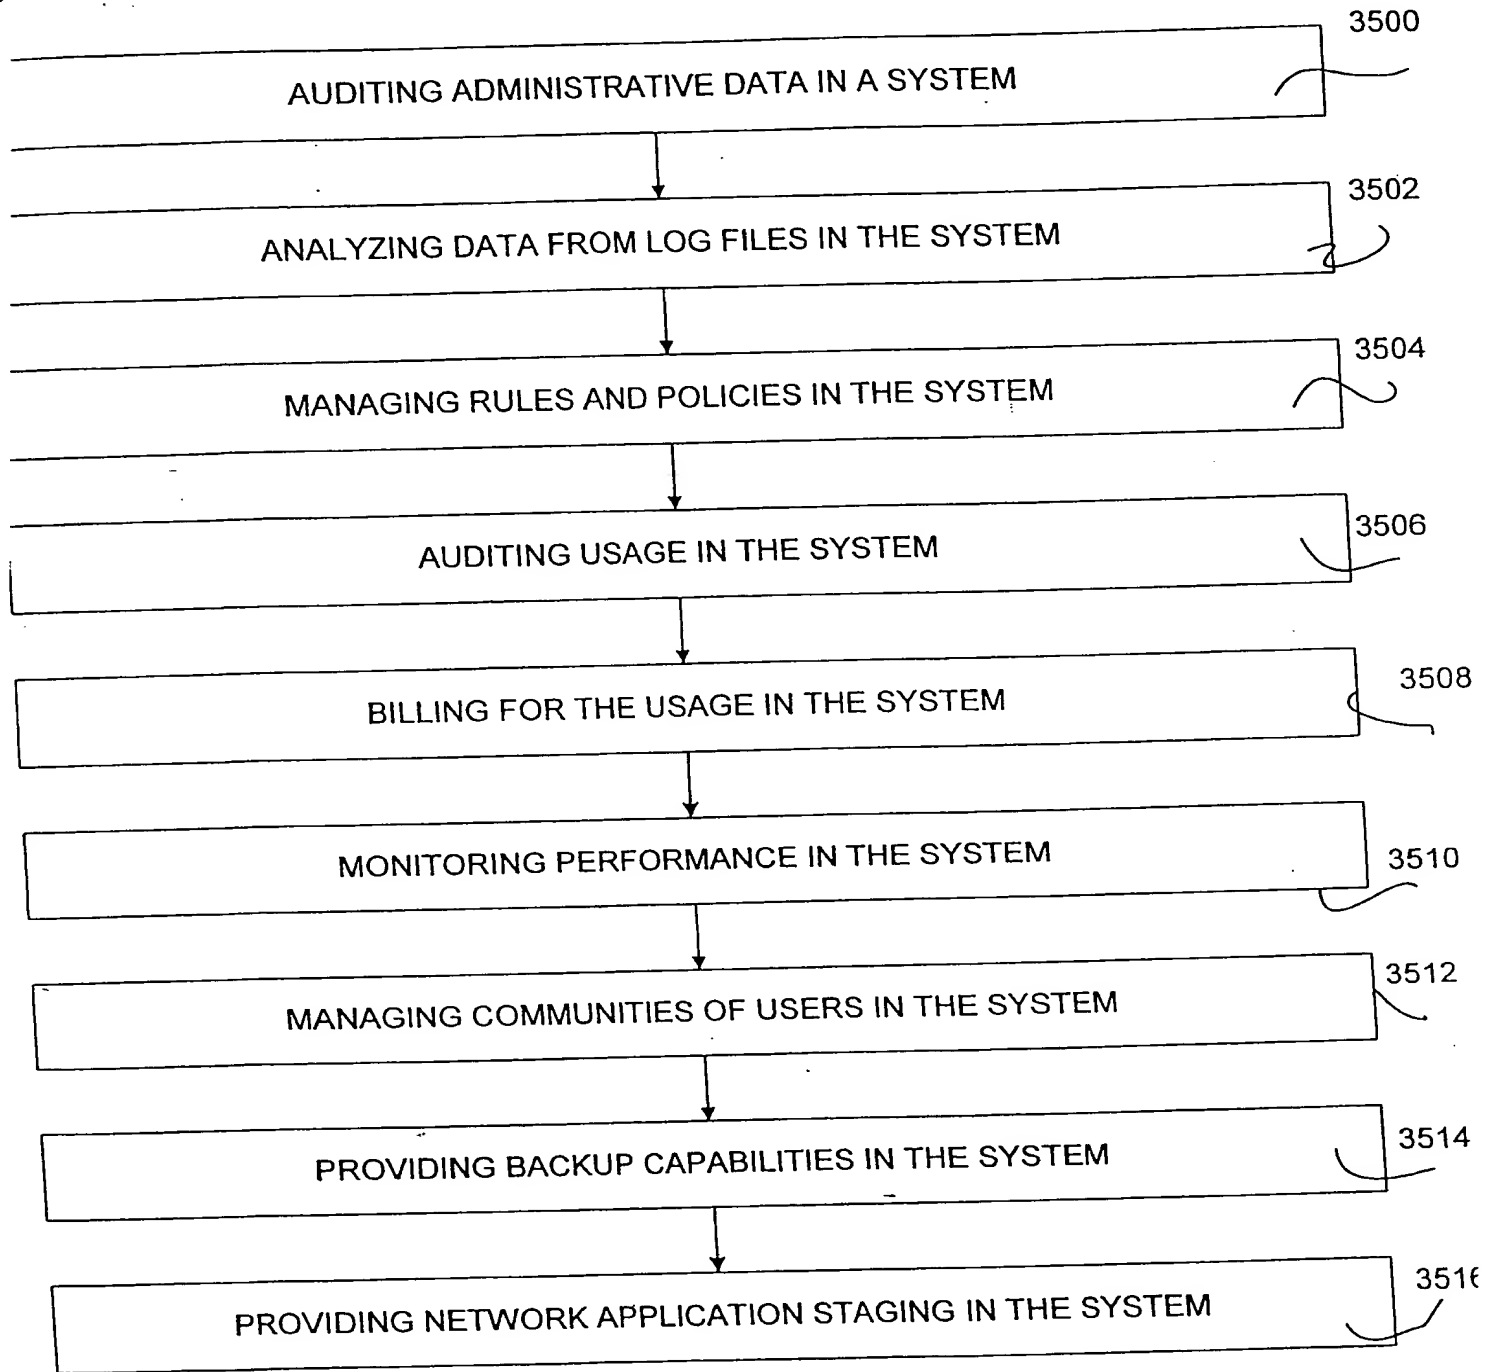 3500
AUDITING ADMINISTRATIVE DATA IN A SYSTEM
3502
ANALYZING DATA FROM LOG FILES IN THE SYSTEM
3504
MANAGING RULES AND POLICIES IN THE SYSTEM
3506
AUDITING USAGE IN THE SYSTEM
3508
BILLING FOR THE USAGE IN THE SYSTEM
3510
MONITORING PERFORMANCE IN THE SYSTEM
3512
MANAGING COMMUNITIES OF USERS IN THE SYSTEM
3514
PROVIDING BACKUP CAPABILITIES IN THE SYSTEM
3516
PROVIDING NETWORK APPLICATION STAGING IN THE SYSTEM